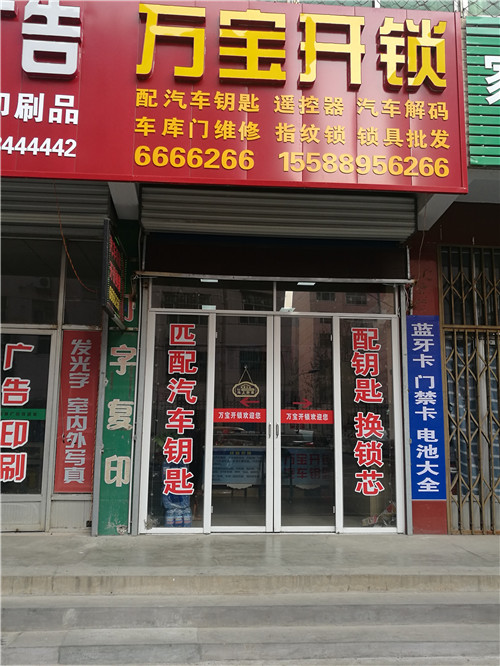 告
印刷品
8444442
万宝开锁
配汽车钥匙 遥控器 汽车解码
车库门维修 指纹锁 锁具批发
6666266 15588956266
家
广告印刷
发光字 室内外写真
字复印
匹配汽车钥匙
万宝开锁欢迎您
万宝开锁欢迎您
配钥匙 换锁芯
蓝牙卡 门禁卡 电池大全